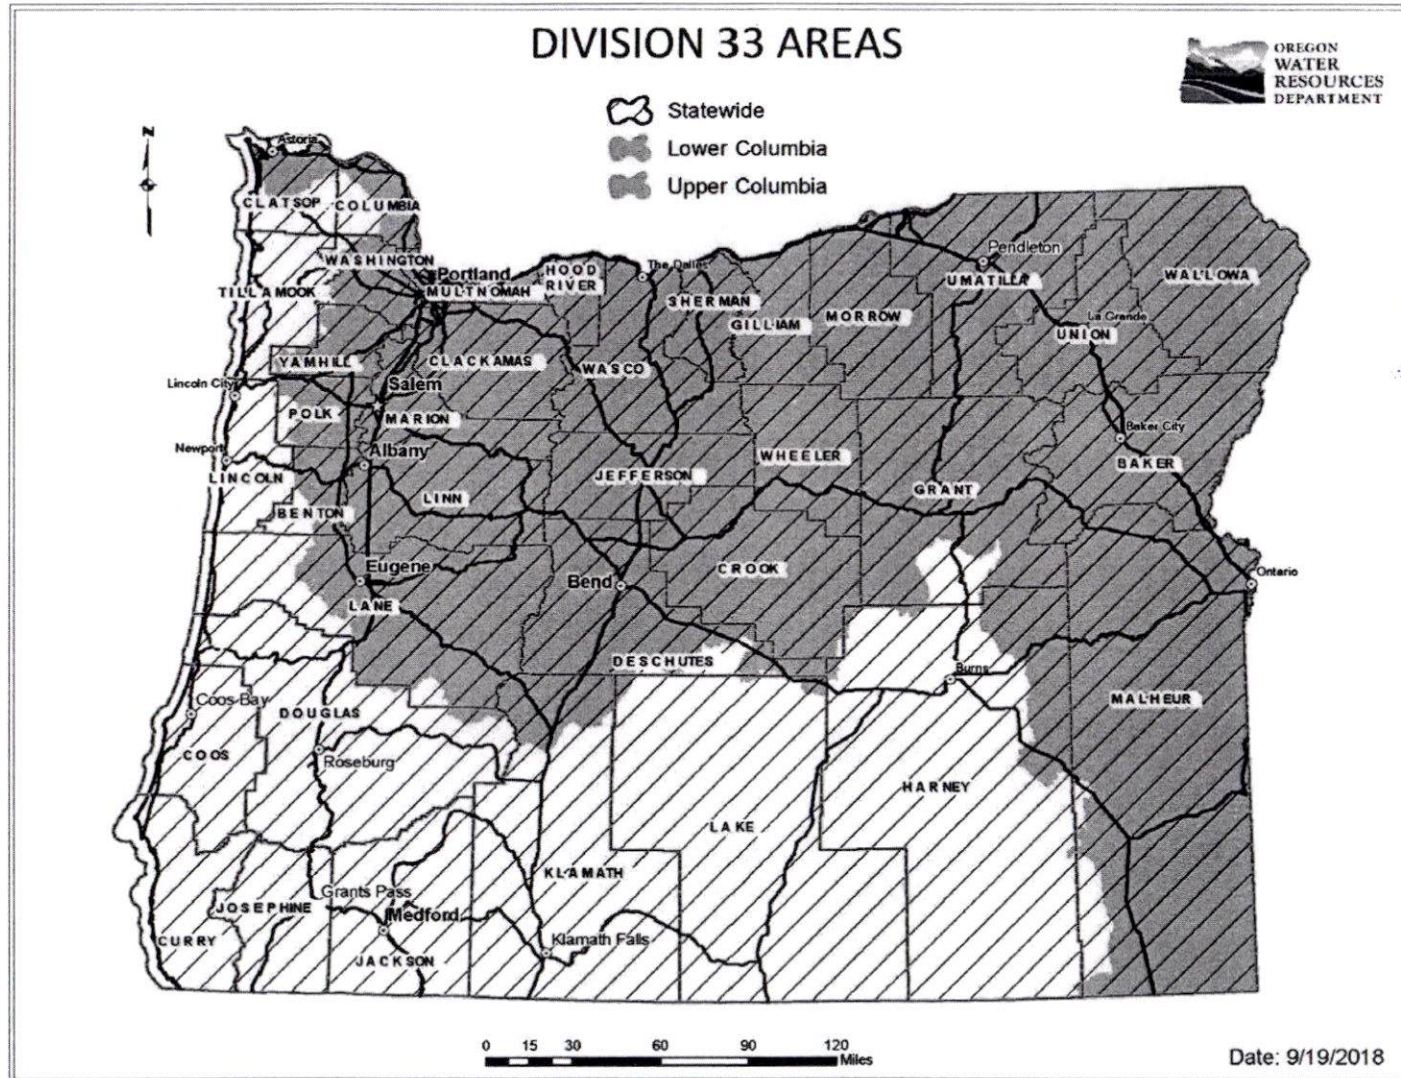 DIVISION 33 AREAS
OREGON
WATER
RESOURCES
DEPARTMENT
Statewide
Lower Columbia
Upper Columbia
N
Astoria
CLATSOP
COLUMBIA
WASHINGTON
Portland
MULTNOMAH
HOOD
RIVER
The Dalles
SHERMAN
GILLIAM
MORROW
Pendleton
UMATILLA
WALLOWA
La Grande
UNION
TILLAMOOK
YAMHILL
CLACKAMAS
WASCO
Lincoln City
Salem
POLK
MARION
Baker City
BAKER
Newport
LINCOLN
Albany
LINN
JEFFERSON
WHEELER
GRANT
BENTON
Eugene
LANE
Bend
CROOK
Ontario
DESCHUTES
Burns
MALHEUR
Coos Bay
COOS
DOUGLAS
Roseburg
HARNEY
LAKE
KLAMATH
Grants Pass
JOSEPHINE
Medford
CURRY
JACKSON
Klamath Falls
0 15 30 60 90 120
Miles
Date: 9/19/2018